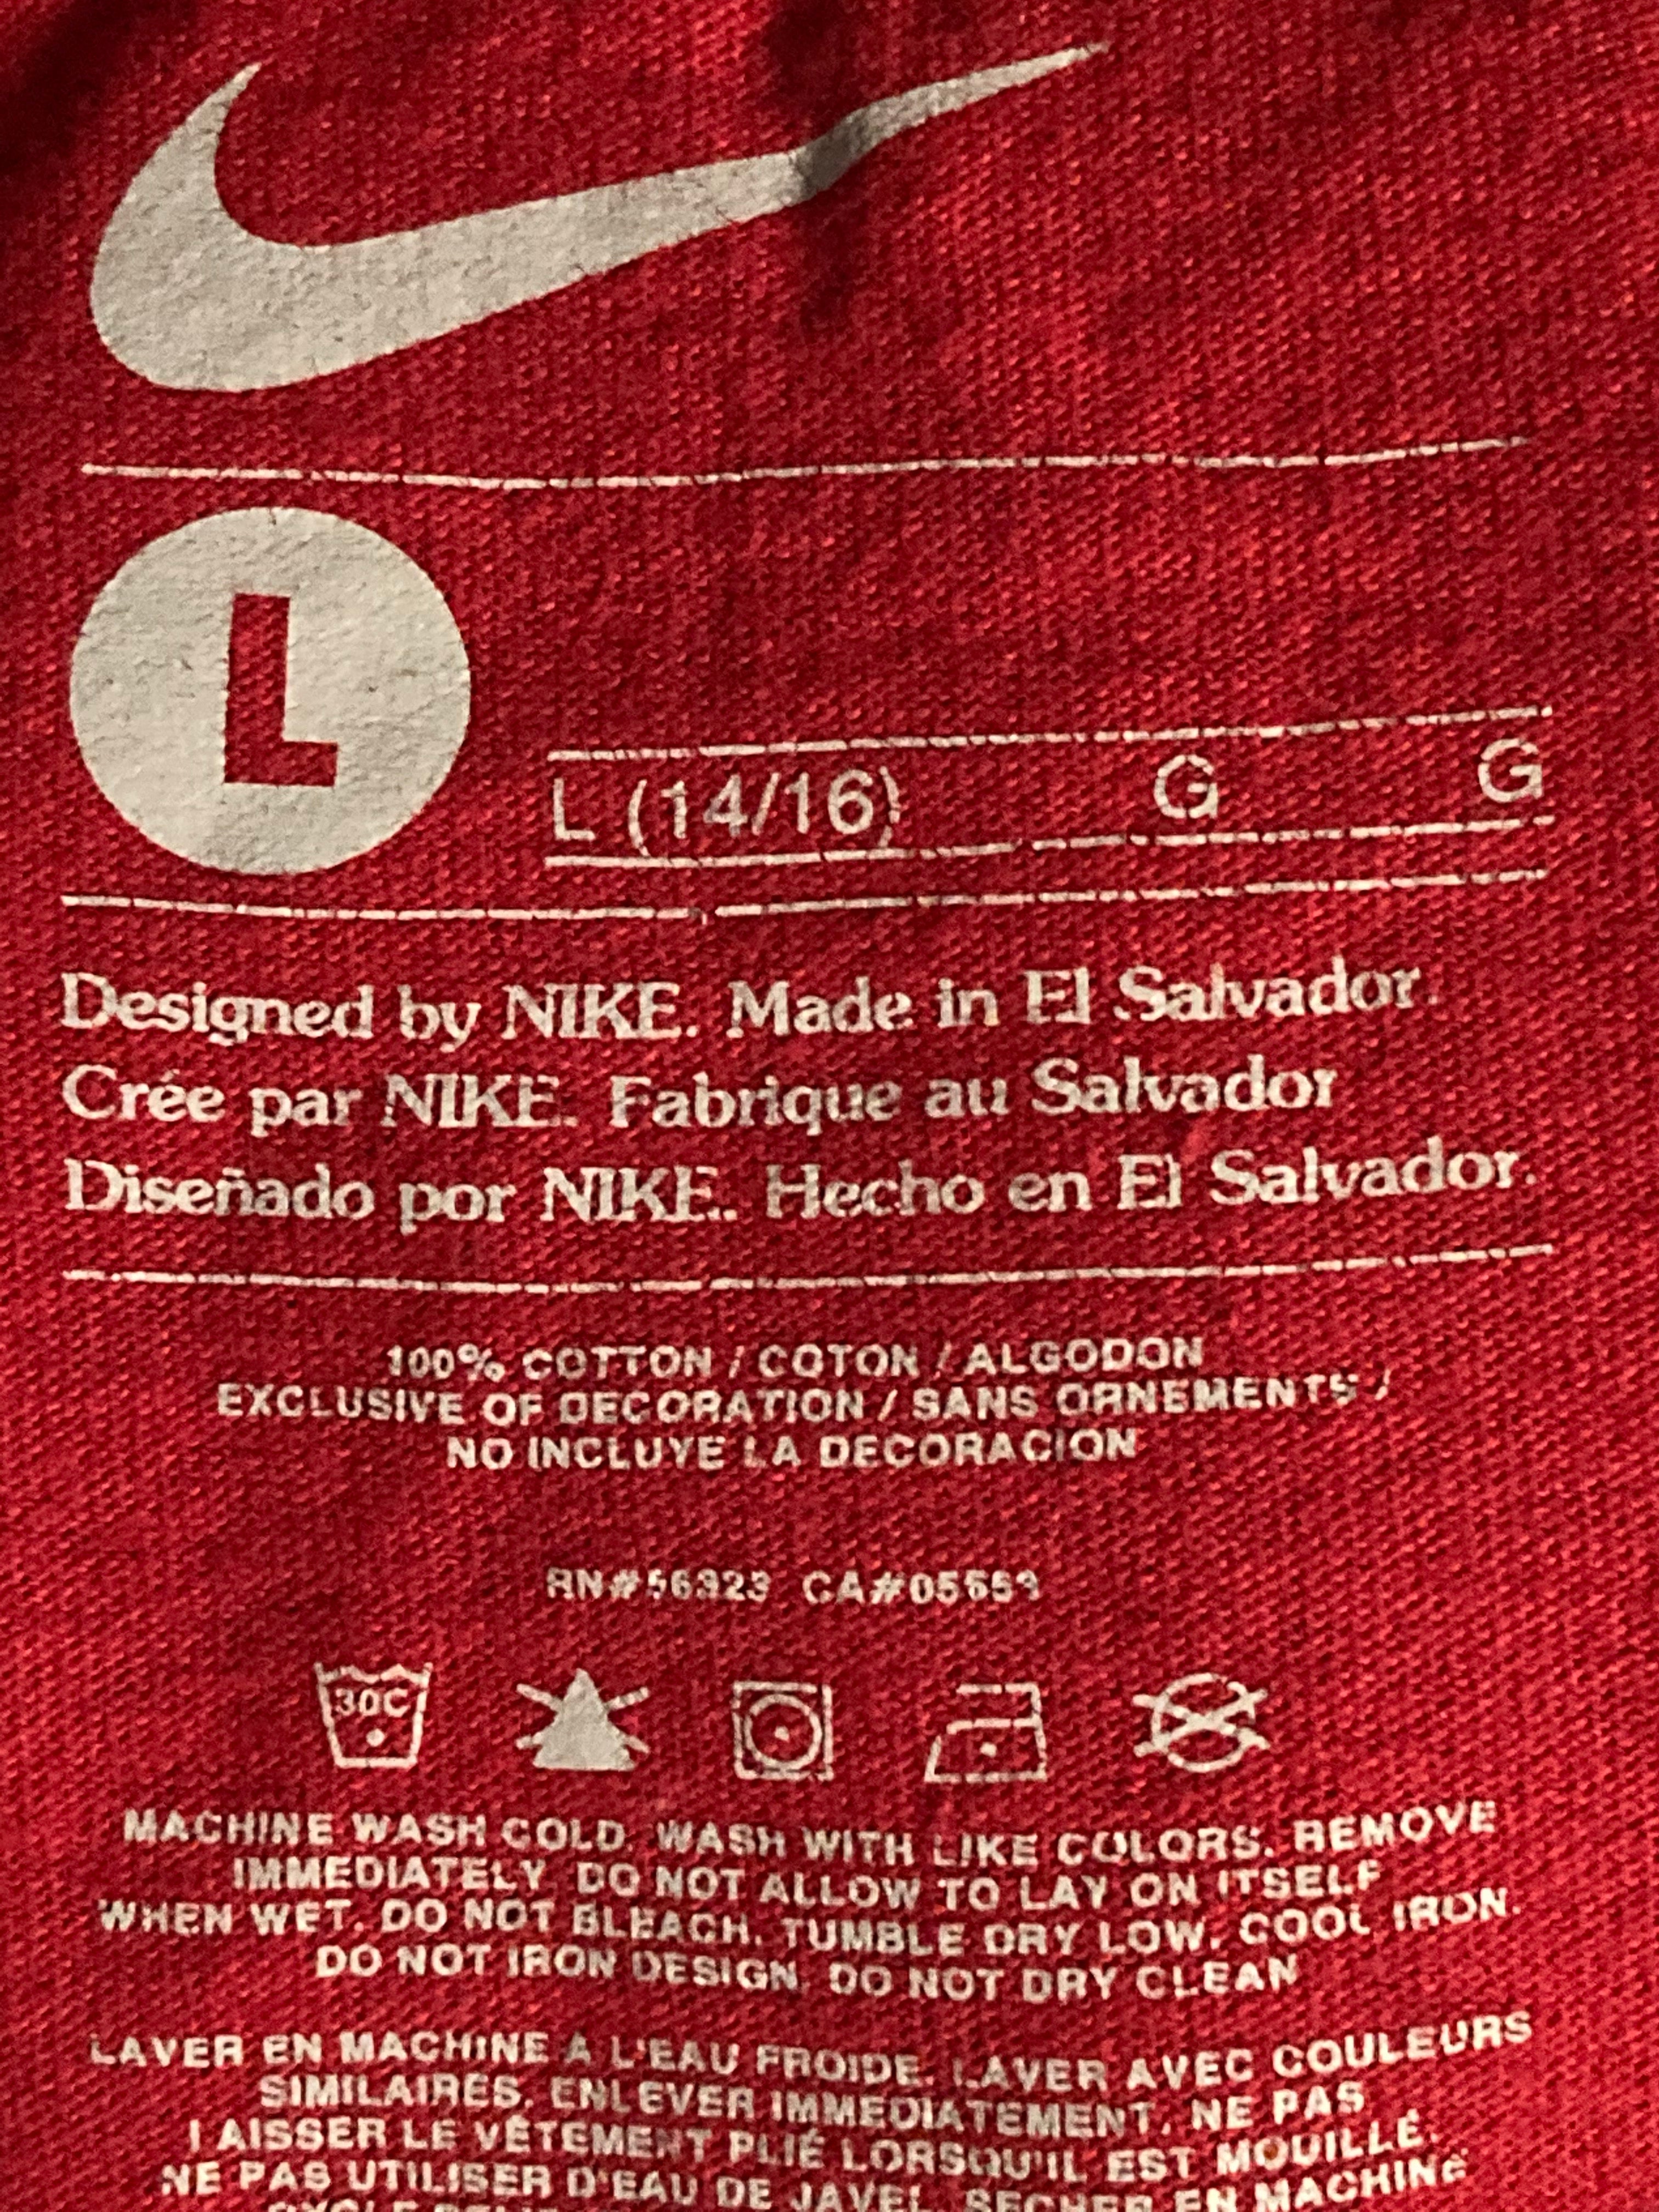 L
L (14/16) G G
Designed by NIKE. Made in El Salvador.
Crée par NIKE. Fabrique au Salvador
Diseñado por NIKE. Hecho en El Salvador.
100% COTTON / COTON / ALGODON
EXCLUSIVE OF DECORATION / SANS ORNEMENTS /
NO INCLUYE LA DECORACION
RN#56323 CA#05553
30C
MACHINE WASH COLD. WASH WITH LIKE COLORS. REMOVE
IMMEDIATELY. DO NOT ALLOW TO LAY ON ITSELF
WHEN WET. DO NOT BLEACH. TUMBLE DRY LOW. COOL IRON.
DO NOT IRON DESIGN. DO NOT DRY CLEAN
LAVER EN MACHINE A L'EAU FROIDE. LAVER AVEC COULEURS
SIMILAIRES. ENLEVER IMMEDIATEMENT. NE PAS
LAISSER LE VÊTEMENT PLIÉ LORSQU'IL EST MOUILLÉ.
NE PAS UTILISER D'EAU DE JAVEL. SECHER EN MACHINE